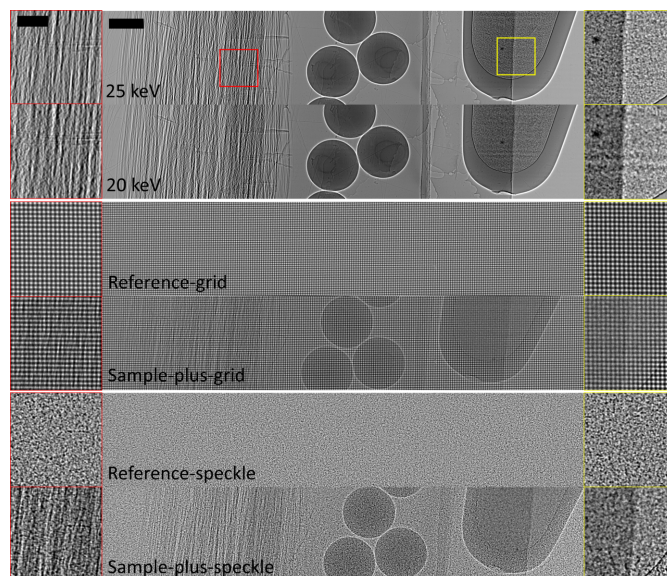 25 keV
20 keV
Reference-grid
Sample-plus-grid
Reference-speckle
Sample-plus-speckle